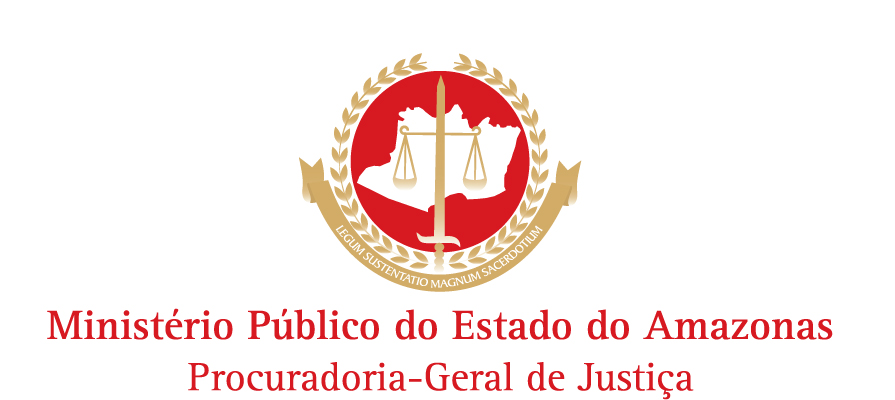 LEGUM SUSTENTATIO MAGNUM SACERDOTIUM
Ministério Público do Estado do Amazonas
Procuradoria-Geral de Justiça